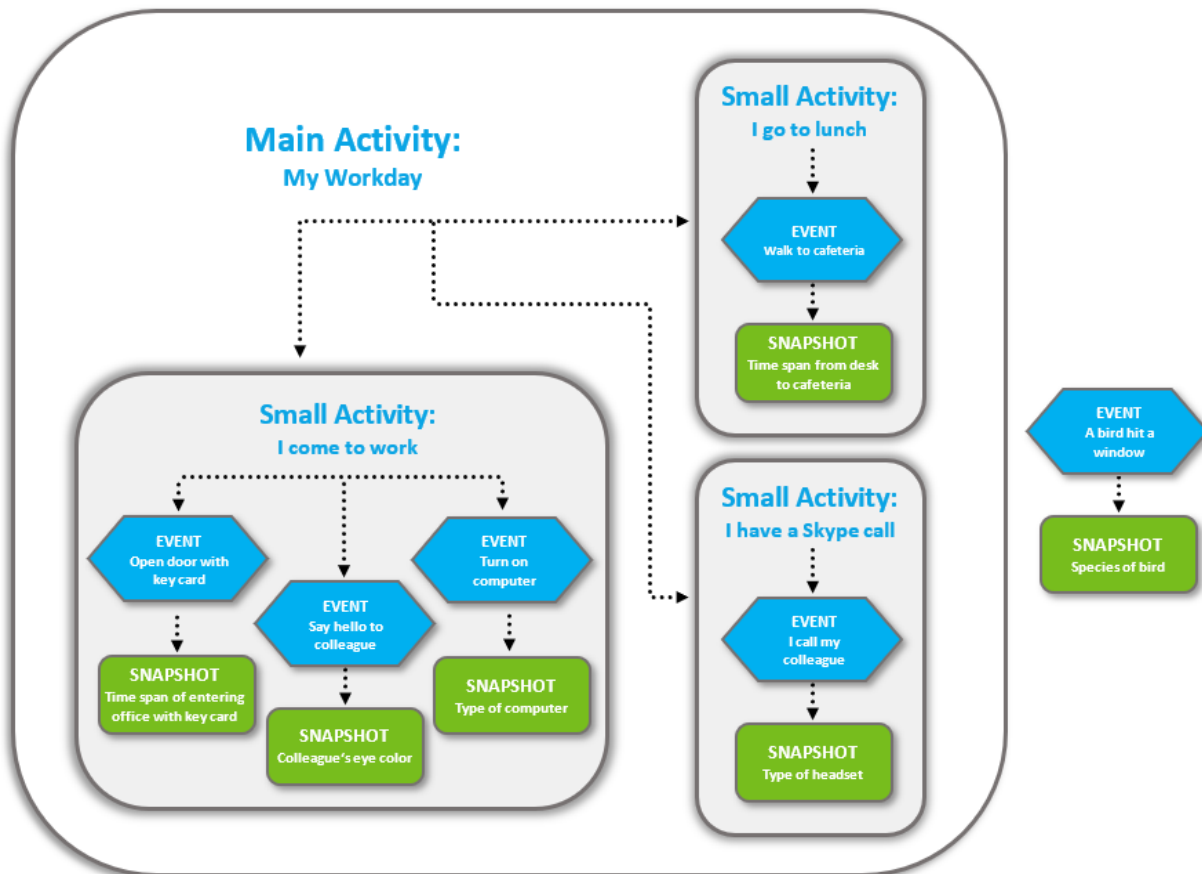 Main Activity:
My Workday
Small Activity:
I go to lunch
EVENT
Walk to cafeteria
SNAPSHOT
Time span from desk
to cafeteria
Small Activity:
I come to work
EVENT
Open door with
key card
SNAPSHOT
Time span of entering
office with key card
EVENT
Say hello to
colleague
SNAPSHOT
Colleague's eye color
EVENT
Turn on
computer
SNAPSHOT
Type of computer
Small Activity:
I have a Skype call
EVENT
I call my
colleague
SNAPSHOT
Type of headset
EVENT
A bird hit a
window
SNAPSHOT
Species of bird